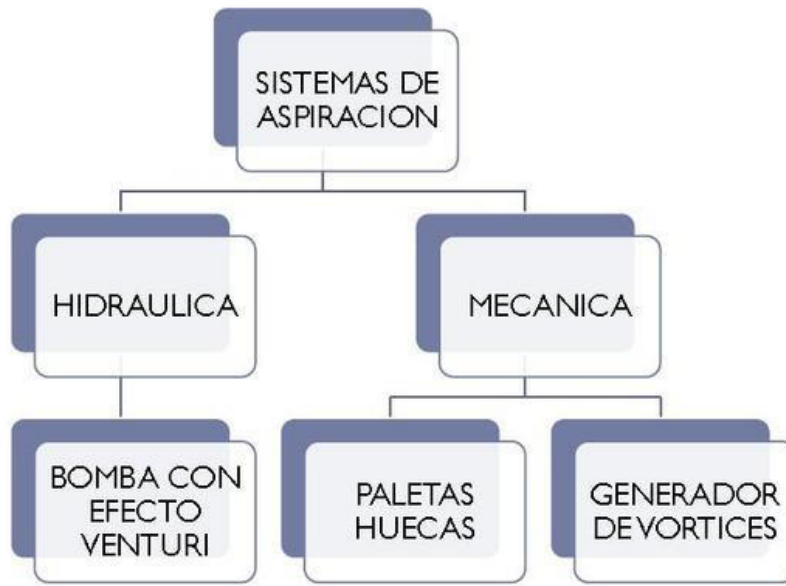 SISTEMAS DE
ASPIRACION
HIDRAULICA
MECANICA
BOMBA CON
EFECTO
VENTURI
PALETAS
HUECAS
GENERADOR
DE VORTICES